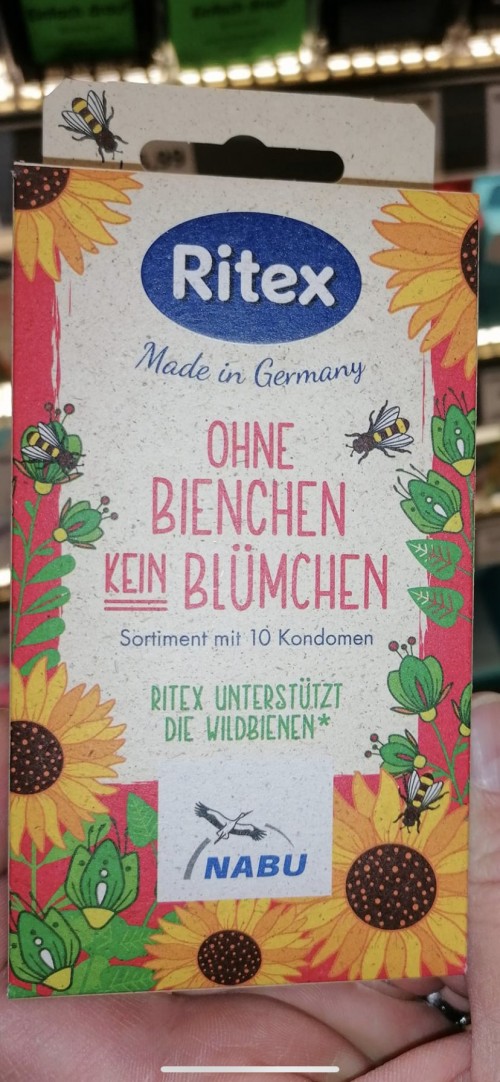 Ritex
Made in Germany
OHNE
BIENCHEN
KEIN BLÜMCHEN
Sortiment mit 10 Kondomen
RITEX UNTERSTÜTZT
DIE WILDBIENEN*
NABU